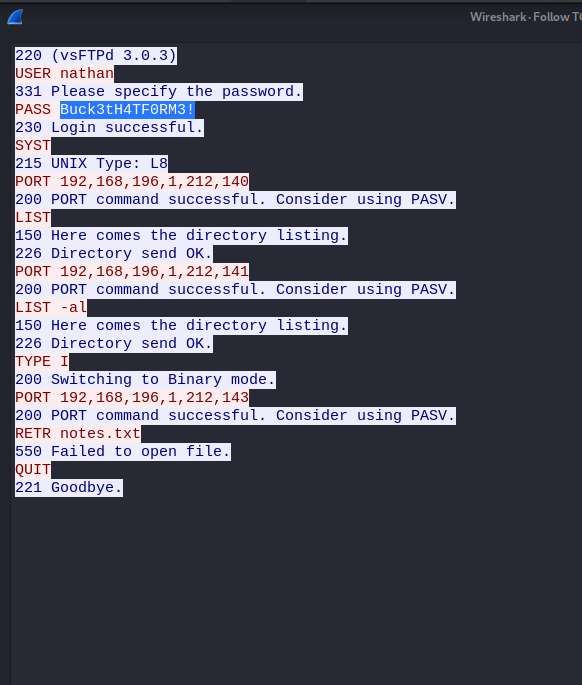 Wireshark · Follow
220 (vsFTPd 3.0.3)
USER nathan
331 Please specify the password.
PASS Buck3tH4TF0RM3!
230 Login successful.
SYST
215 UNIX Type: L8
PORT 192,168,196,1,212,140
200 PORT command successful. Consider using PASV.
LIST
150 Here comes the directory listing.
226 Directory send OK.
PORT 192,168,196,1,212,141
200 PORT command successful. Consider using PASV.
LIST -al
150 Here comes the directory listing.
226 Directory send OK.
TYPE I
200 Switching to Binary mode.
PORT 192,168,196,1,212,143
200 PORT command successful. Consider using PASV.
RETR notes.txt
550 Failed to open file.
QUIT
221 Goodbye.